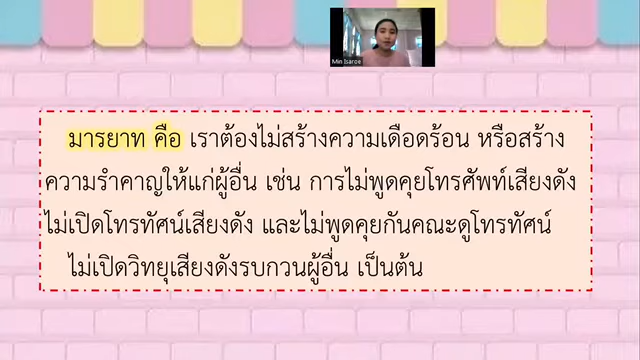 Min Isaroe
มารยาท คือ เราต้องไม่สร้างความเดือดร้อน หรือสร้าง
ความรำคาญให้แก่ผู้อื่น เช่น การไม่พูดคุยโทรศัพท์เสียงดัง
ไม่เปิดโทรทัศน์เสียงดัง และไม่พูดคุยกันคณะดูโทรทัศน์
ไม่เปิดวิทยุเสียงดังรบกวนผู้อื่น เป็นต้น